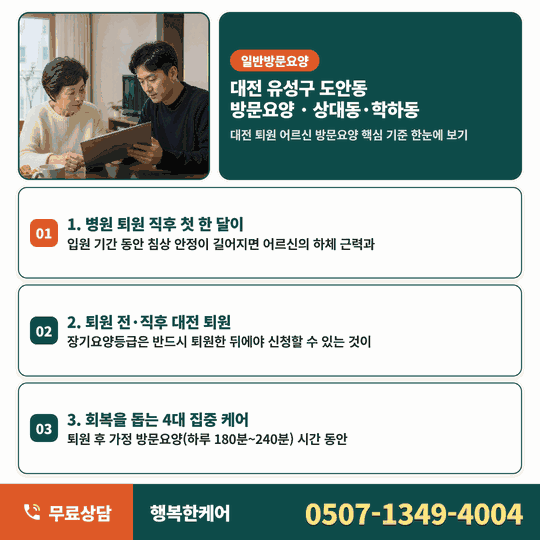 일반방문요양
대전 유성구 도안동
방문요양 · 상대동·학하동
대전 퇴원 어르신 방문요양 핵심 기준 한눈에 보기
01
1. 병원 퇴원 직후 첫 한 달이
입원 기간 동안 침상 안정이 길어지면 어르신의 하체 근력과
02
2. 퇴원 전·직후 대전 퇴원
장기요양등급은 반드시 퇴원한 뒤에야 신청할 수 있는 것이
03
3. 회복을 돕는 4대 집중 케어
퇴원 후 가정 방문요양(하루 180분~240분) 시간 동안
무료상담
행복한케어
0507-1349-4004